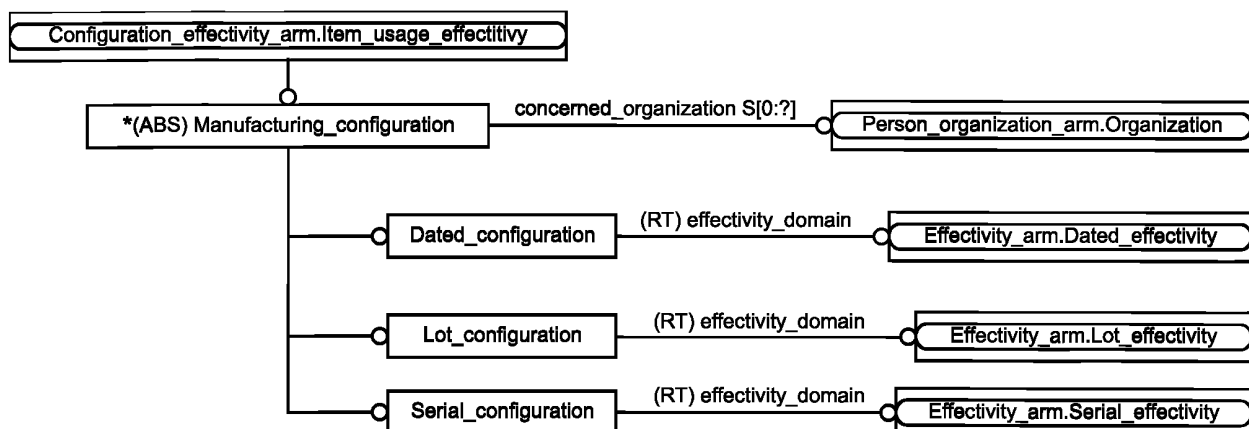 Configuration_effectivity_arm.Item_usage_effectitivy
*(ABS) Manufacturing_configuration
concerned_organization S[0:?]
Person_organization_arm.Organization
Dated_configuration
(RT) effectivity_domain
Effectivity_arm.Dated_effectivity
Lot_configuration
(RT) effectivity_domain
Effectivity_arm.Lot_effectivity
Serial_configuration
(RT) effectivity_domain
Effectivity_arm.Serial_effectivity